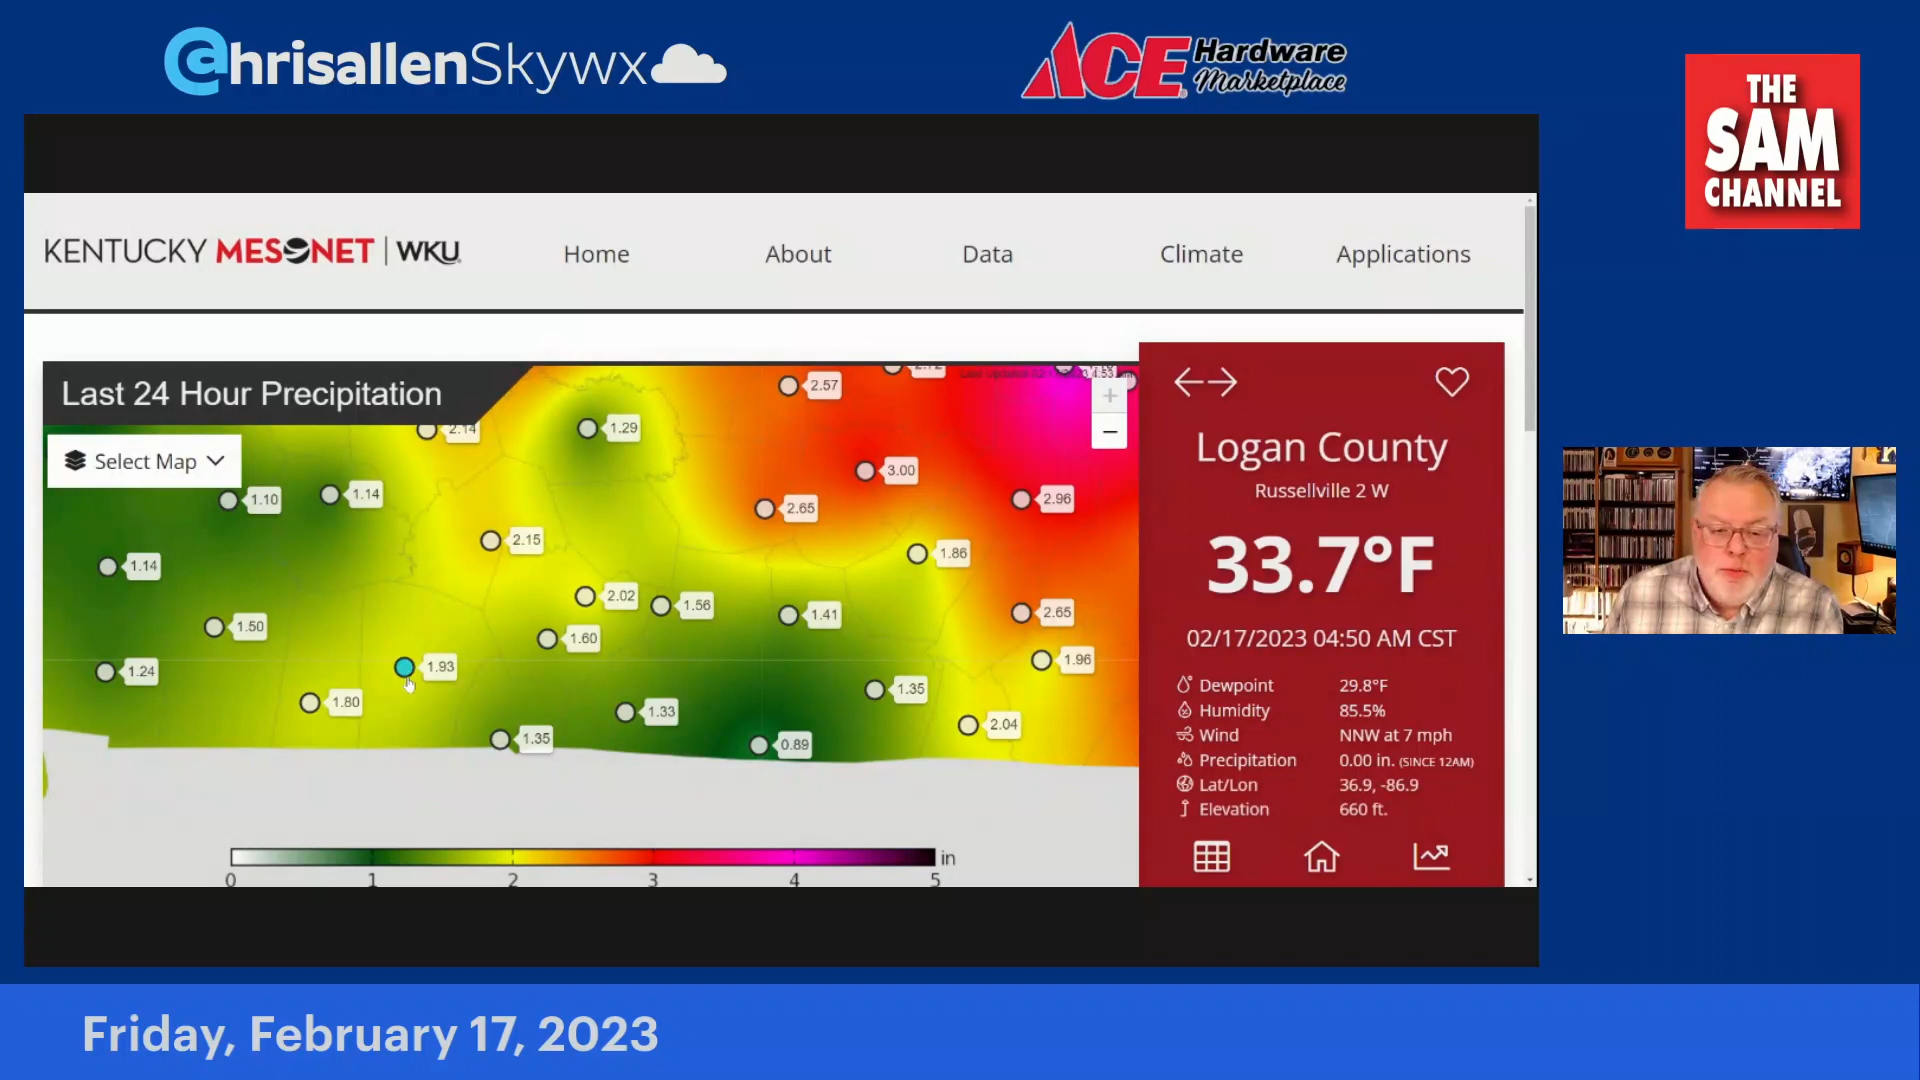 @hrisallenSkywx
ACE Hardware
Marketplace
THE
SAM
CHANNEL
KENTUCKY MESONET WKU
Home About Data Climate Applications
Last 24 Hour Precipitation
Select Map
2.57
1.29
2.14
3.00
1.14
1.10
2.96
2.65
2.15
1.86
1.14
2.02
1.56
1.41
2.65
1.50
1.60
1.96
1.93
1.24
1.35
1.80
1.33
2.04
1.35
0.89
+
−
in
0 1 2 3 4 5
Logan County
Russellville 2 W
33.7°F
02/17/2023 04:50 AM CST
Dewpoint 29.8°F
Humidity 85.5%
Wind NNW at 7 mph
Precipitation 0.00 in. (SINCE 12AM)
Lat/Lon 36.9, -86.9
Elevation 660 ft.
Friday, February 17, 2023